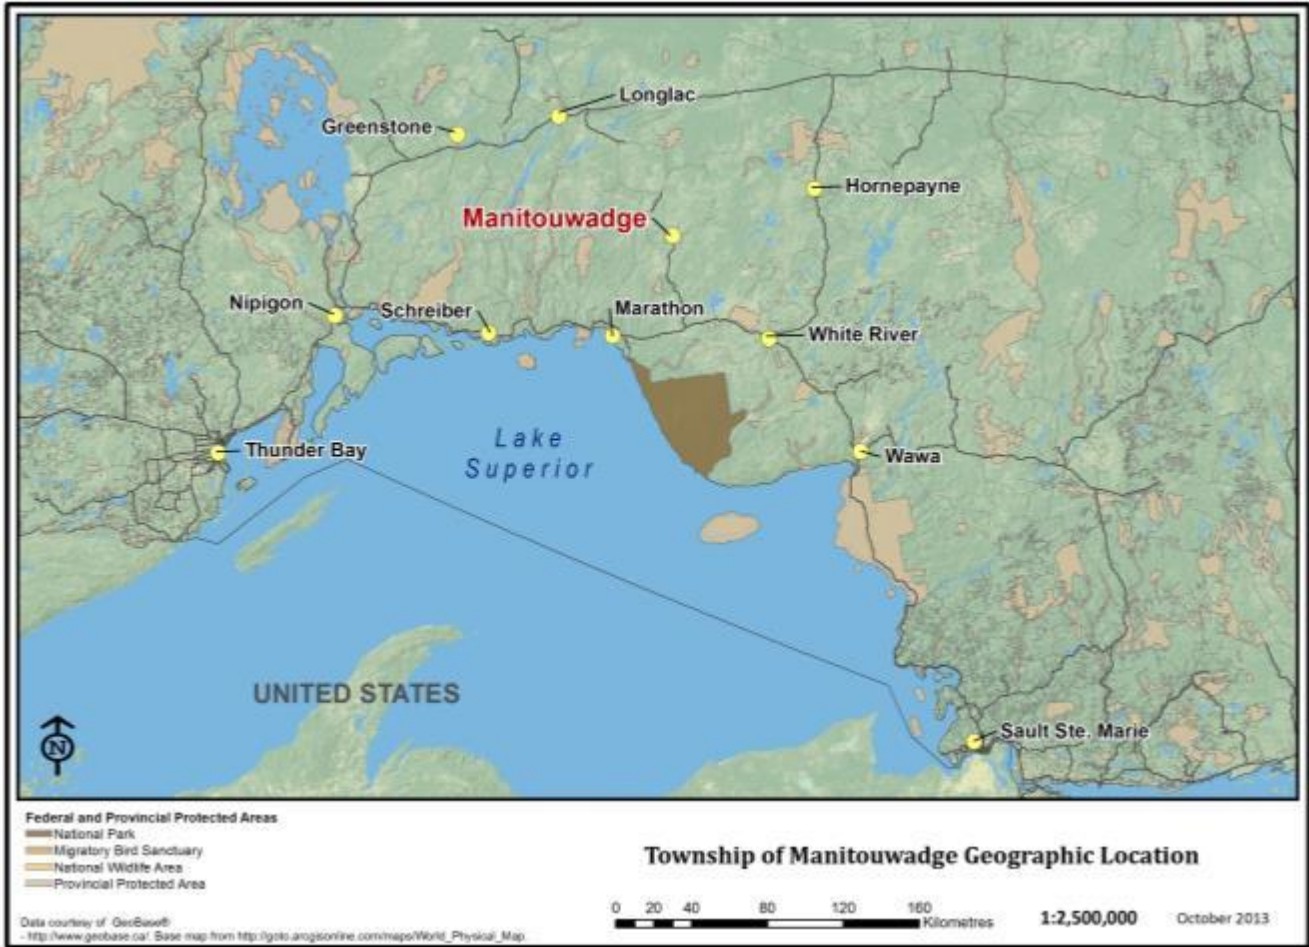 Longlac
Greenstone
Hornepayne
Manitouwadge
Nipigon
Schreiber
Marathon
White River
Lake
Superior
Thunder Bay
Wawa
UNITED STATES
Sault Ste. Marie
N
Federal and Provincial Protected Areas
National Park
Migratory Bird Sanctuary
National Wildlife Area
Provincial Protected Area
Township of Manitouwadge Geographic Location
0 20 40 80 120 160
Kilometres
1:2,500,000
October 2013
Data courtesy of GeoBase®
- http://www.geobase.ca/. Base map from http://goto.arcgisonline.com/maps/World_Physical_Map.